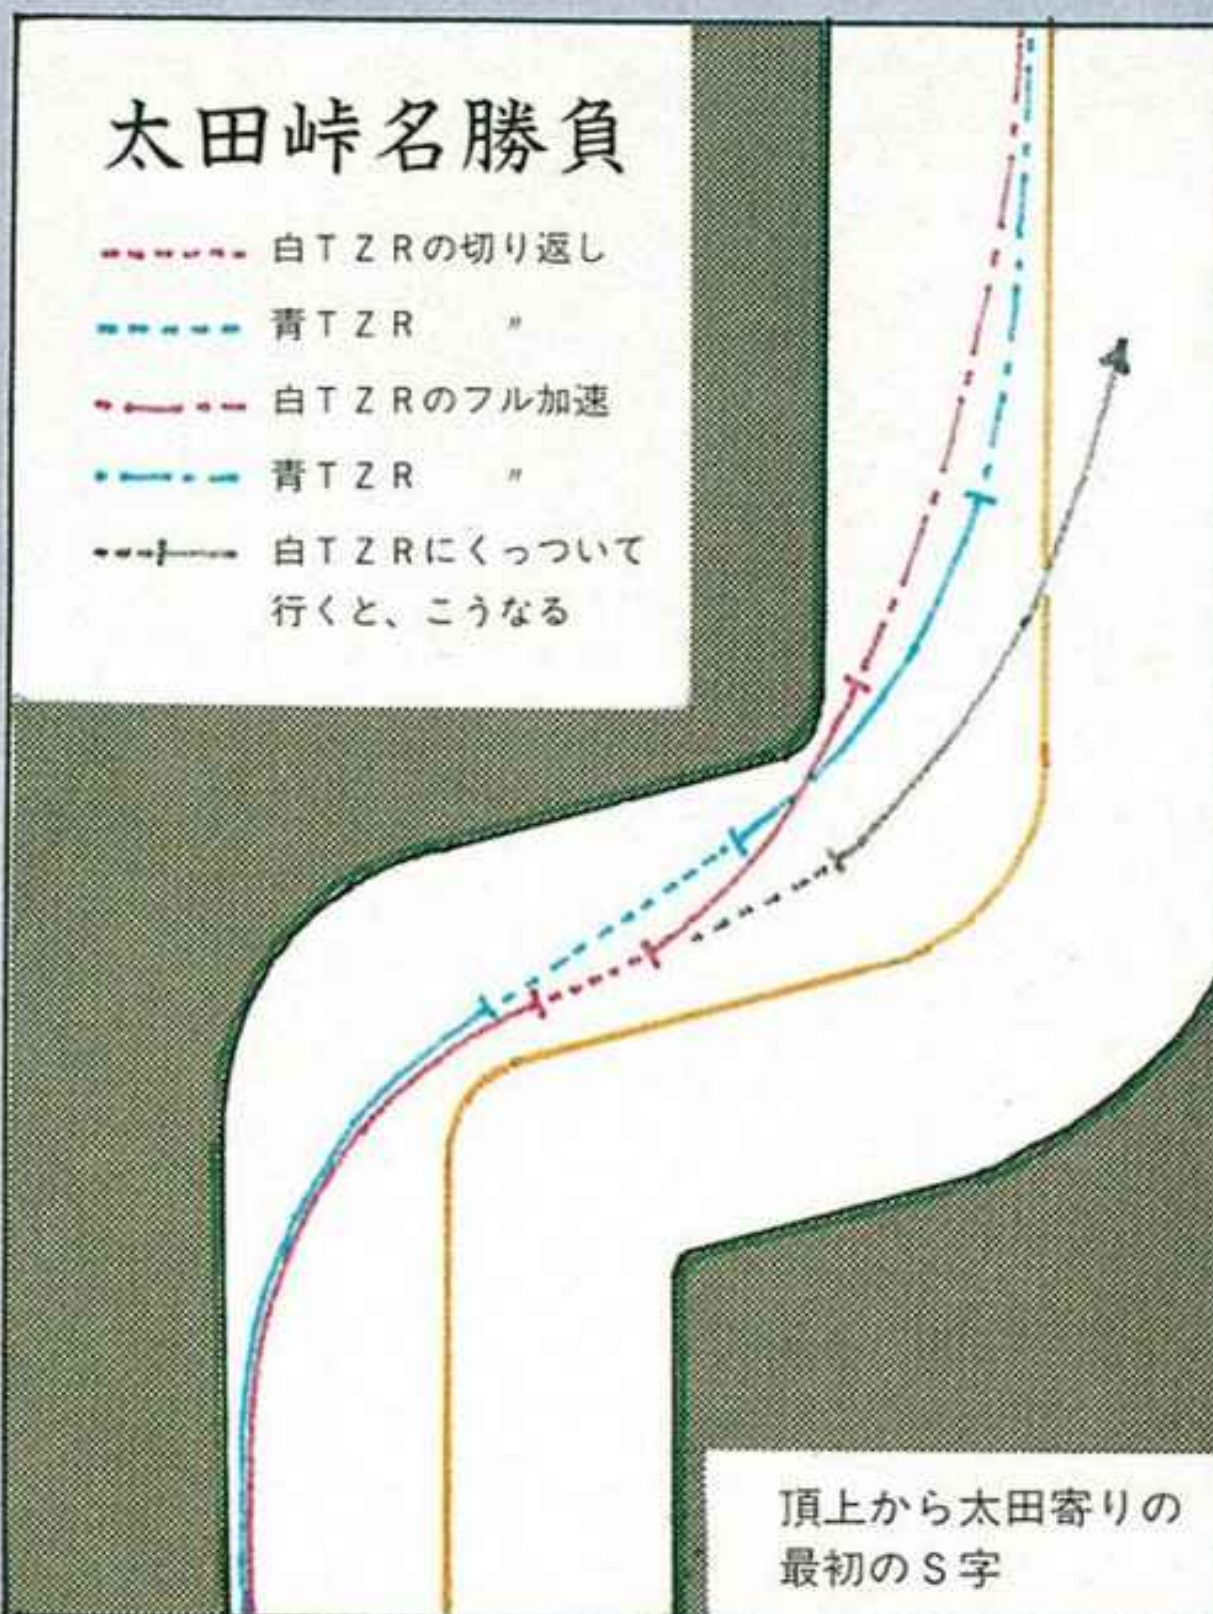 太田峠名勝負
白TZRの切り返し
青TZR 〃
白TZRのフル加速
青TZR 〃
白TZRにくっついて
行くと、こうなる
頂上から太田寄りの
最初のS字